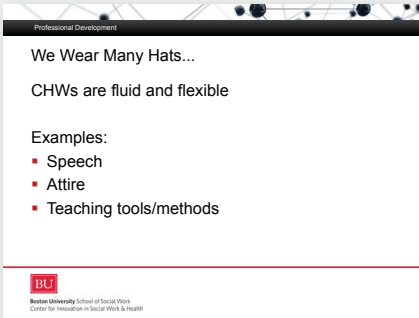 Professional Development
We Wear Many Hats...
CHWs are fluid and flexible
Examples:
▪ Speech
▪ Attire
▪ Teaching tools/methods
BU
Boston University School of Social Work
Center for Innovation in Social Work & Health